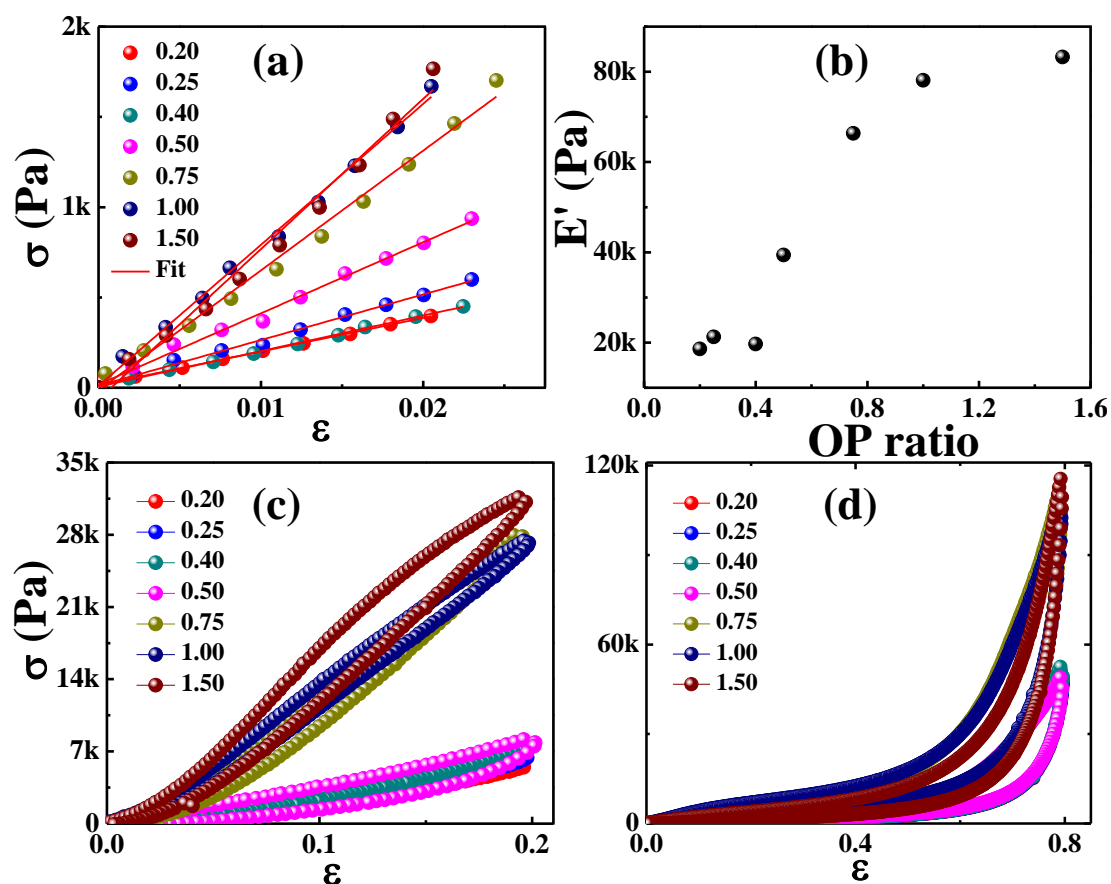 (a)
2k
1k
0
σ (Pa)
0.20
0.25
0.40
0.50
0.75
1.00
1.50
Fit
0.00
0.01
0.02
ε
(b)
80k
60k
40k
20k
E' (Pa)
0.0
0.4
0.8
1.2
1.6
OP ratio
(c)
35k
28k
21k
14k
7k
0
σ (Pa)
0.20
0.25
0.40
0.50
0.75
1.00
1.50
0.0
0.1
0.2
ε
(d)
120k
60k
0
0.20
0.25
0.40
0.50
0.75
1.00
1.50
0.0
0.4
0.8
ε